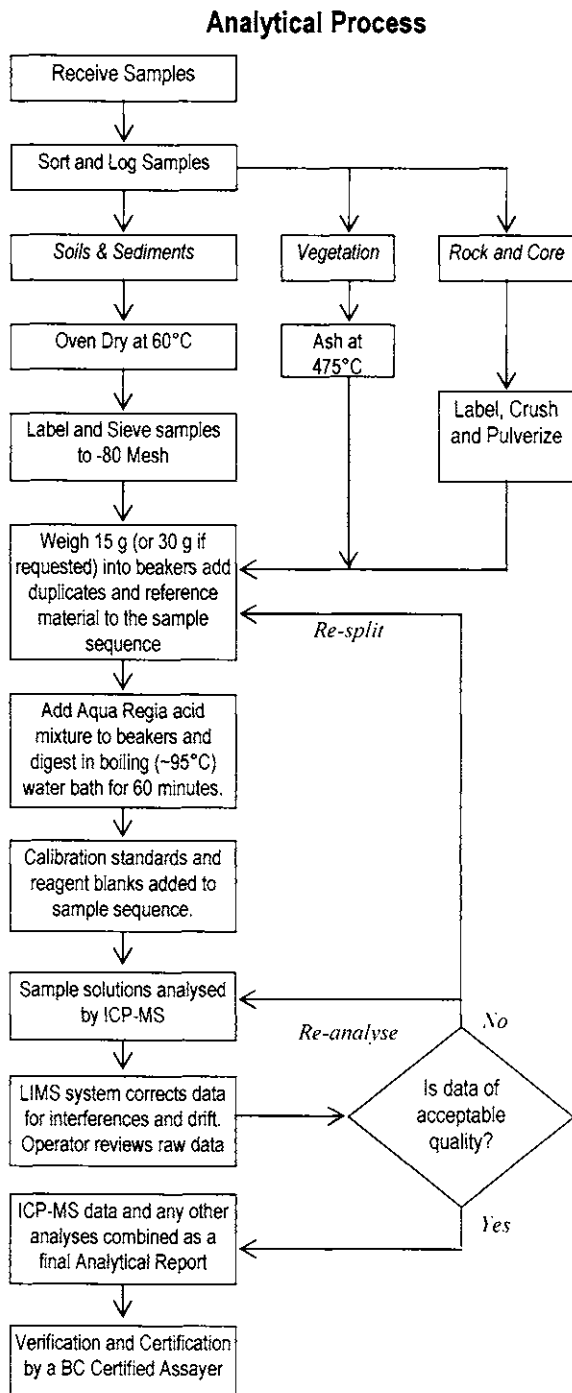 Analytical Process
Receive Samples
Sort and Log Samples
Soils & Sediments
Vegetation
Rock and Core
Oven Dry at 60°C
Ash at
475°C
Label, Crush
and Pulverize
Label and Sieve samples
to -80 Mesh
Weigh 15 g (or 30 g if
requested) into beakers add
duplicates and reference
material to the sample
sequence
Re-split
Add Aqua Regia acid
mixture to beakers and
digest in boiling (~95°C)
water bath for 60 minutes.
Calibration standards and
reagent blanks added to
sample sequence.
Sample solutions analysed
by ICP-MS
Re-analyse
No
LIMS system corrects data
for interferences and drift.
Operator reviews raw data
Is data of
acceptable
quality?
Yes
ICP-MS data and any other
analyses combined as a
final Analytical Report
Verification and Certification
by a BC Certified Assayer